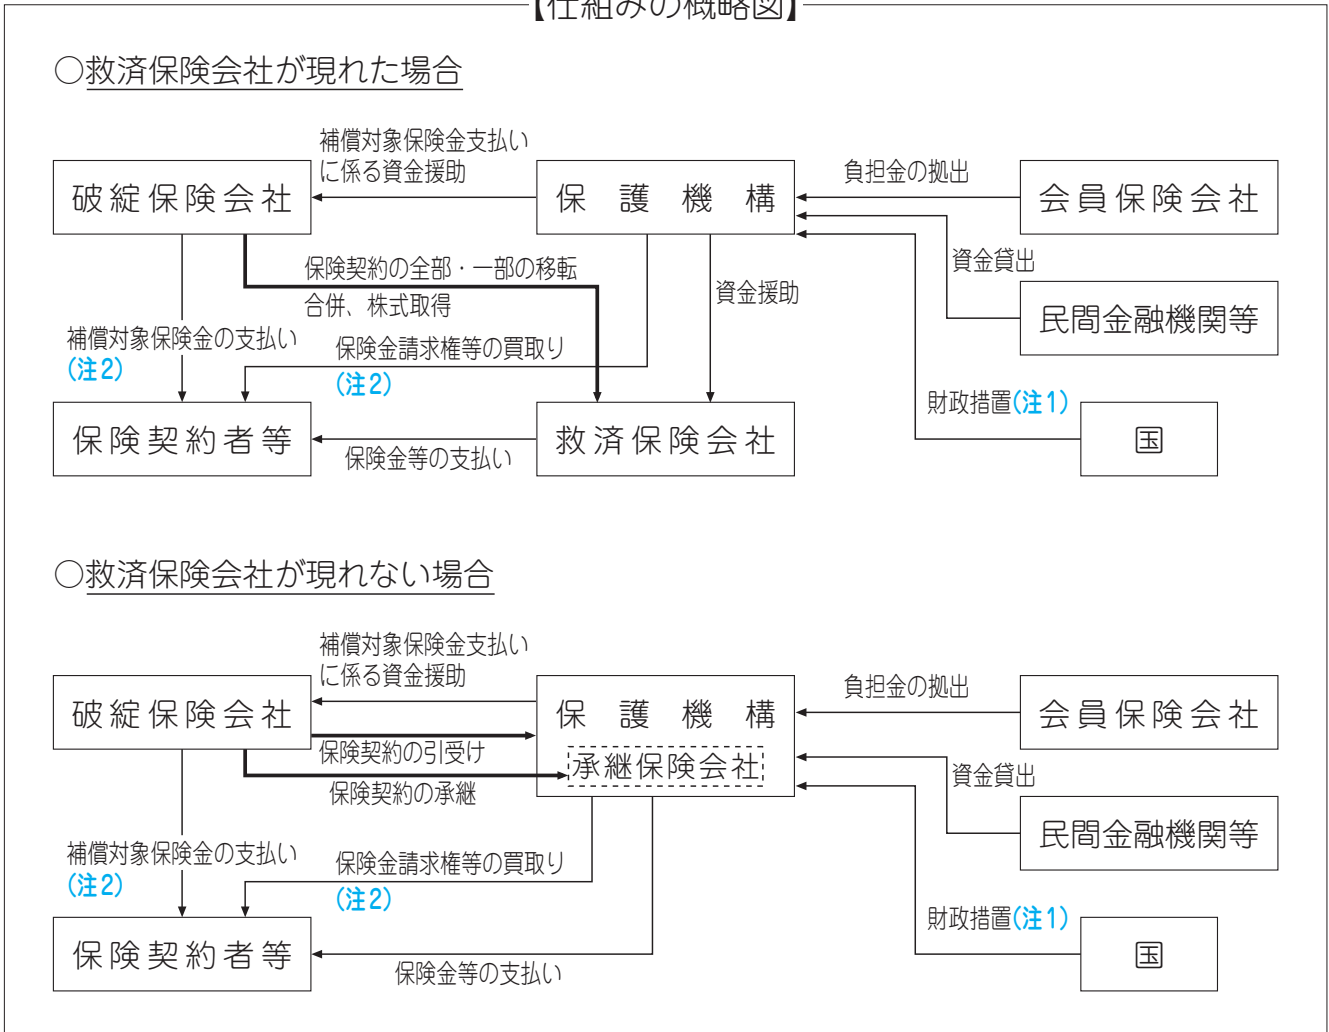 【仕組みの概略図】
○救済保険会社が現れた場合
補償対象保険金支払い
に係る資金援助
負担金の拠出
破綻保険会社
保護機構
会員保険会社
保険契約の全部・一部の移転
合併、株式取得
資金援助
資金貸出
民間金融機関等
補償対象保険金の支払い
(注2)
保険金請求権等の買取り
(注2)
財政措置(注1)
保険契約者等
保険金等の支払い
救済保険会社
国
○救済保険会社が現れない場合
補償対象保険金支払い
に係る資金援助
負担金の拠出
破綻保険会社
保護機構
会員保険会社
保険契約の引受け
承継保険会社
保険契約の承継
資金貸出
民間金融機関等
補償対象保険金の支払い
(注2)
保険金請求権等の買取り
(注2)
財政措置(注1)
保険契約者等
保険金等の支払い
国